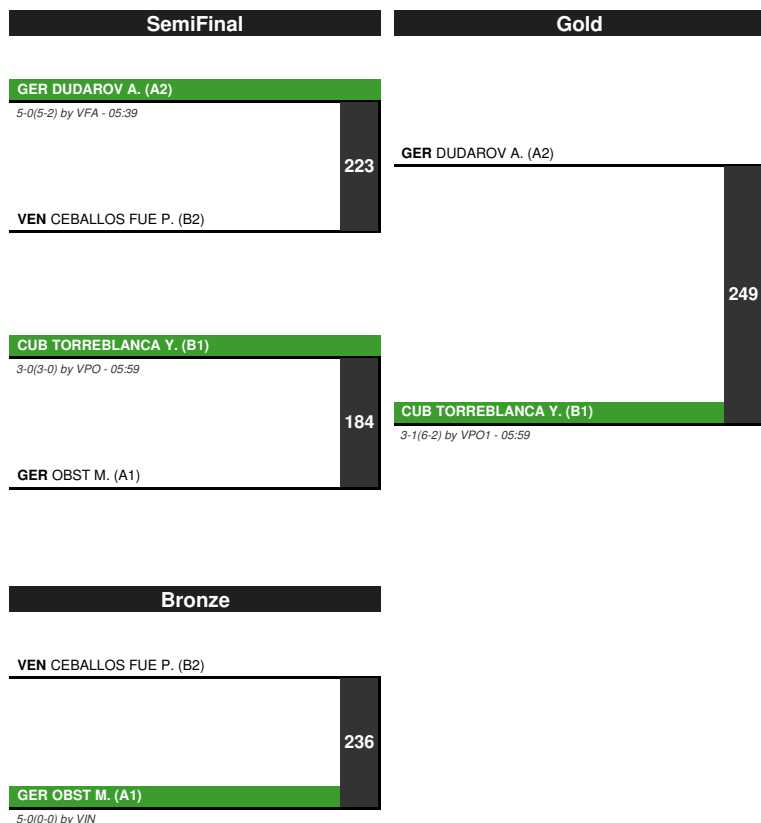 SemiFinal
Gold
GER DUDAROV A. (A2)
5-0(5-2) by VFA - 05:39
223
VEN CEBALLOS FUE P. (B2)
GER DUDAROV A. (A2)
249
CUB TORREBLANCA Y. (B1)
3-1(6-2) by VPO1 - 05:59
CUB TORREBLANCA Y. (B1)
3-0(3-0) by VPO - 05:59
184
GER OBST M. (A1)
Bronze
VEN CEBALLOS FUE P. (B2)
236
GER OBST M. (A1)
5-0(0-0) by VIN